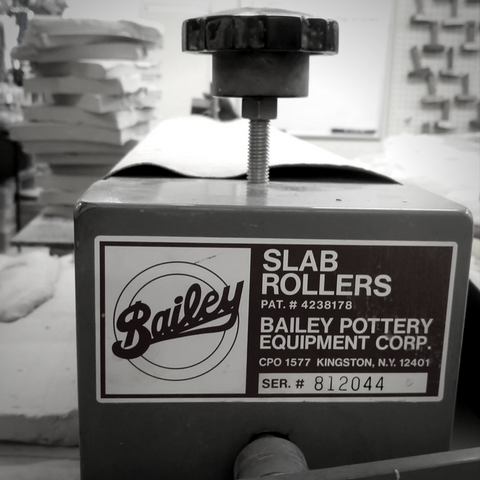 Bailey
SLAB
ROLLERS
PAT. # 4238178
BAILEY POTTERY
EQUIPMENT CORP.
CPO 1577 KINGSTON, N.Y. 12401
SER. # 812044